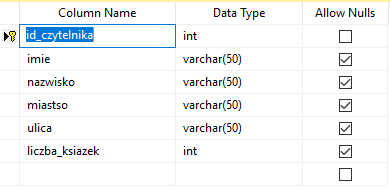 Column Name Data Type Allow Nulls
id_czytelnika int
imie varchar(50)
nazwisko varchar(50)
miastso varchar(50)
ulica varchar(50)
liczba_ksiazek int